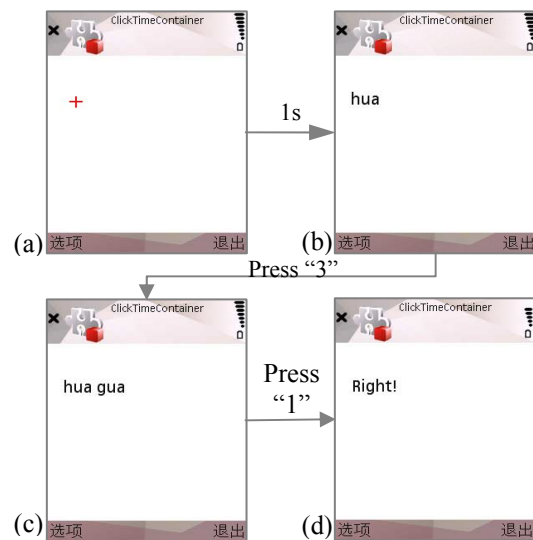 ClickTimeContainer
+
(a)
选项 退出
1s
ClickTimeContainer
hua
(b)
选项 退出
Press “3”
ClickTimeContainer
hua gua
(c)
选项 退出
Press
“1”
ClickTimeContainer
Right!
(d)
选项 退出